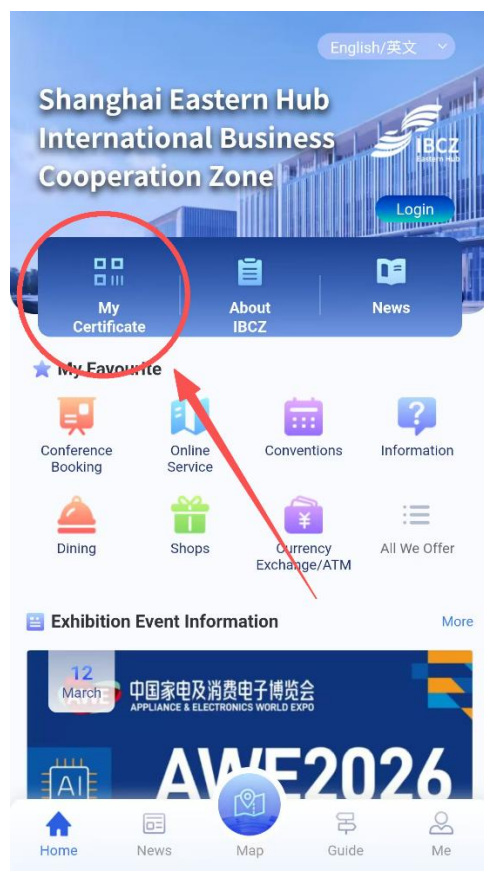 English/英文
Shanghai Eastern Hub
International Business
Cooperation Zone
IBCZ
Eastern Hub
Login
My
Certificate
About
IBCZ
News
My Favourite
Conference
Booking
Online
Service
Conventions
Information
Dining
Shops
Currency
Exchange/ATM
All We Offer
Exhibition Event Information
More
12
March
中国家电及消费电子博览会
APPLIANCE & ELECTRONICS WORLD EXPO
AWE2026
AI
Home
News
Map
Guide
Me